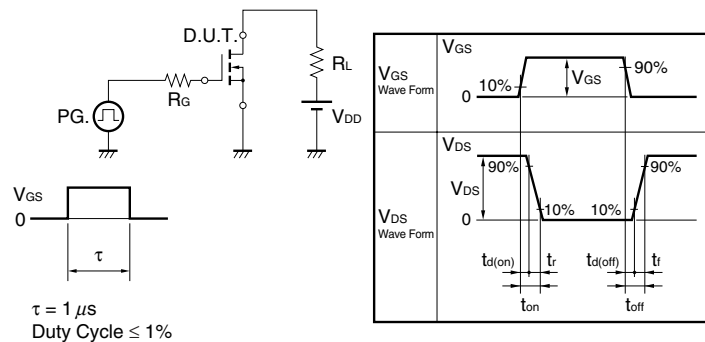 D.U.T.
RL
RG
PG.
VDD
VGS
0
τ
τ = 1 μs
Duty Cycle ≤ 1%
VGS
Wave Form
VGS
10%
VGS
90%
0
VDS
Wave Form
VDS
90%
VDS
90%
10%
10%
0
td(on)
tr
td(off)
tf
ton
toff